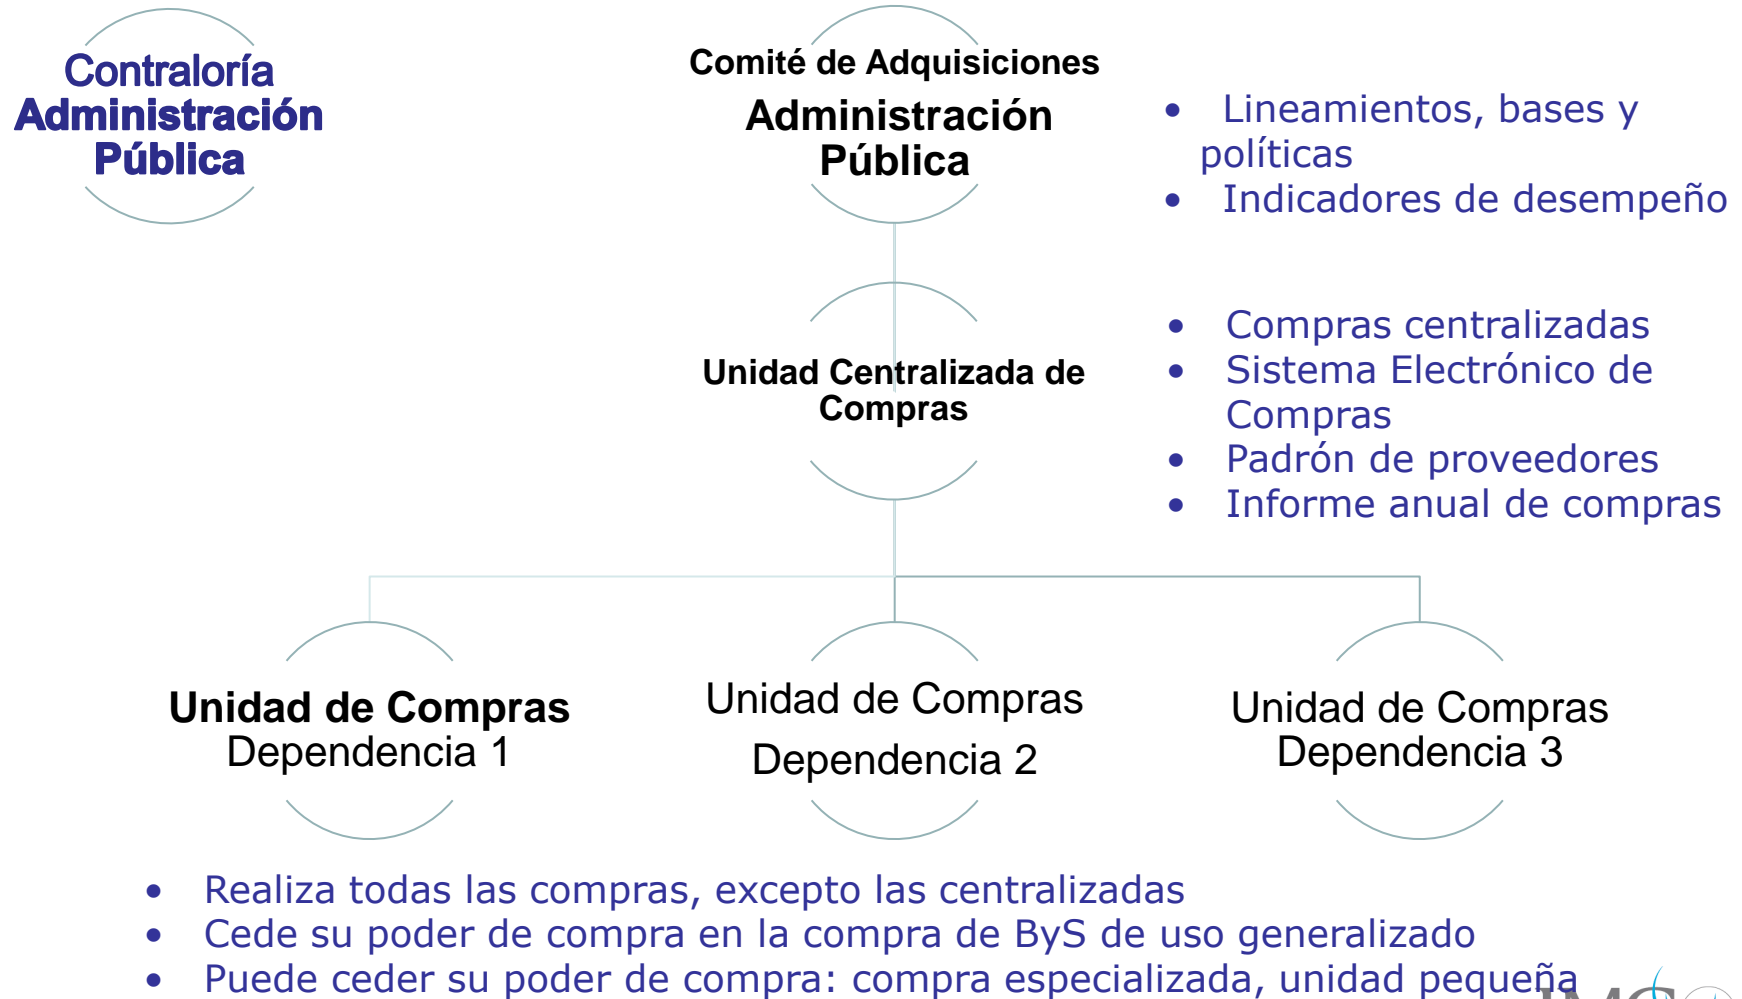 Contraloría
Administración
Pública
Comité de Adquisiciones
Administración
Pública
• Lineamientos, bases y
políticas
• Indicadores de desempeño
Unidad Centralizada de
Compras
• Compras centralizadas
• Sistema Electrónico de
Compras
• Padrón de proveedores
• Informe anual de compras
Unidad de Compras
Dependencia 1
Unidad de Compras
Dependencia 2
Unidad de Compras
Dependencia 3
• Realiza todas las compras, excepto las centralizadas
• Cede su poder de compra en la compra de ByS de uso generalizado
• Puede ceder su poder de compra: compra especializada, unidad pequeña